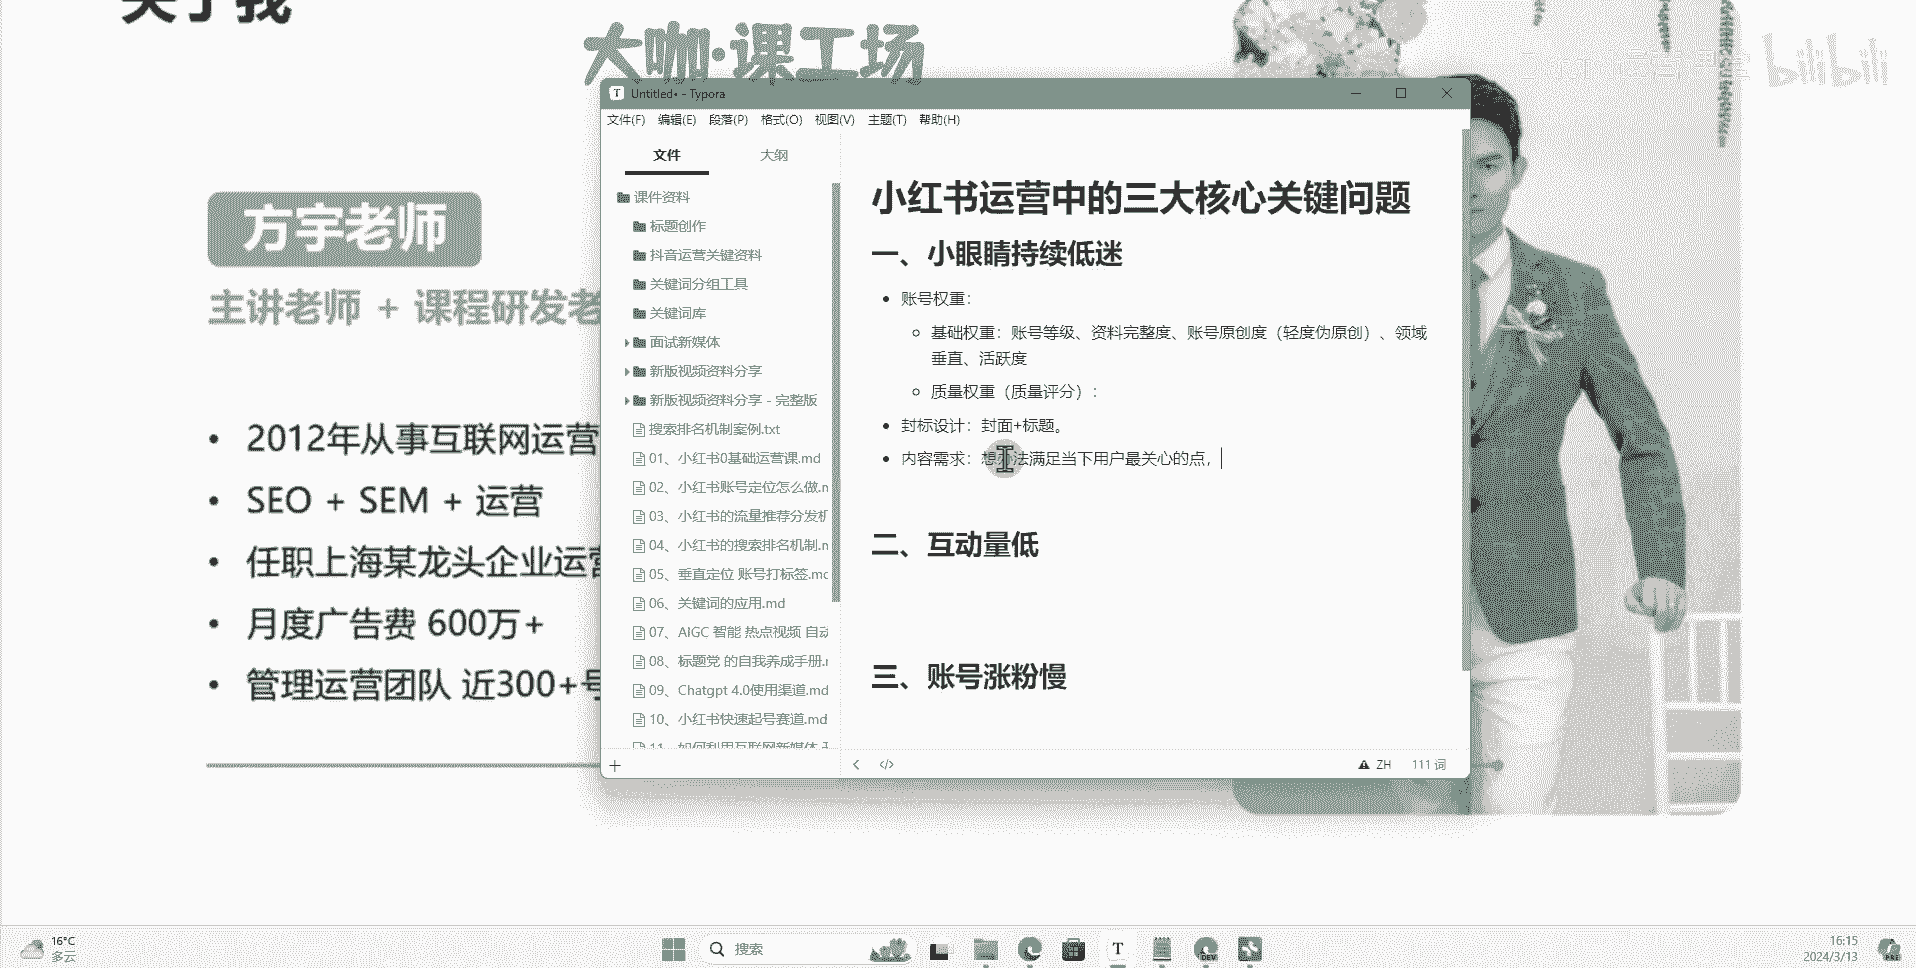 关于我
大咖·课工场
bilibili
方宇老师
主讲老师 + 课程研发老
2012年从事互联网运营
SEO + SEM + 运营
任职上海某龙头企业运营
月度广告费 600万+
管理运营团队 近300+号
Untitled• - Typora
文件(F) 编辑(E) 段落(P) 格式(O) 视图(V) 主题(T) 帮助(H)
文件 大纲
课件资料
标题创作
抖音运营关键资料
关键词分组工具
关键词库
面试新媒体
新版视频资料分享
新版视频资料分享 - 完整版
搜索排名机制案例.txt
01、小红书0基础运营课.md
02、小红书账号定位怎么做.m
03、小红书的流量推荐分发机
04、小红书的搜索排名机制.m
05、垂直定位 账号打标签.mc
06、关键词的应用.md
07、AIGC 智能 热点视频 自动
08、标题党 的自我养成手册.r
09、Chatgpt 4.0使用渠道.md
10、小红书快速起号赛道.md
11、如何利用互联网新媒体
小红书运营中的三大核心关键问题
一、小眼睛持续低迷
账号权重：
基础权重：账号等级、资料完整度、账号原创度（轻度伪原创）、领域
垂直、活跃度
质量权重（质量评分）：
封标设计：封面+标题。
内容需求：想办法满足当下用户最关心的点，
二、互动量低
三、账号涨粉慢
ZH 111 词
16°C
多云
搜索
16:15
2024/3/13